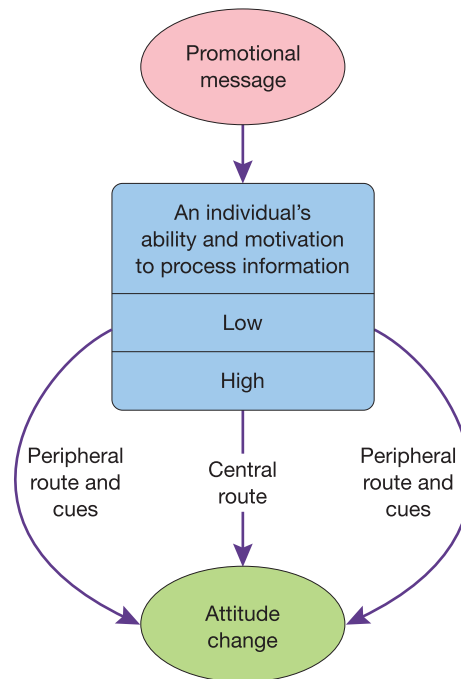 Promotional
message
An individual’s
ability and motivation
to process information
Low
High
Peripheral
route and
cues
Central
route
Peripheral
route and
cues
Attitude
change